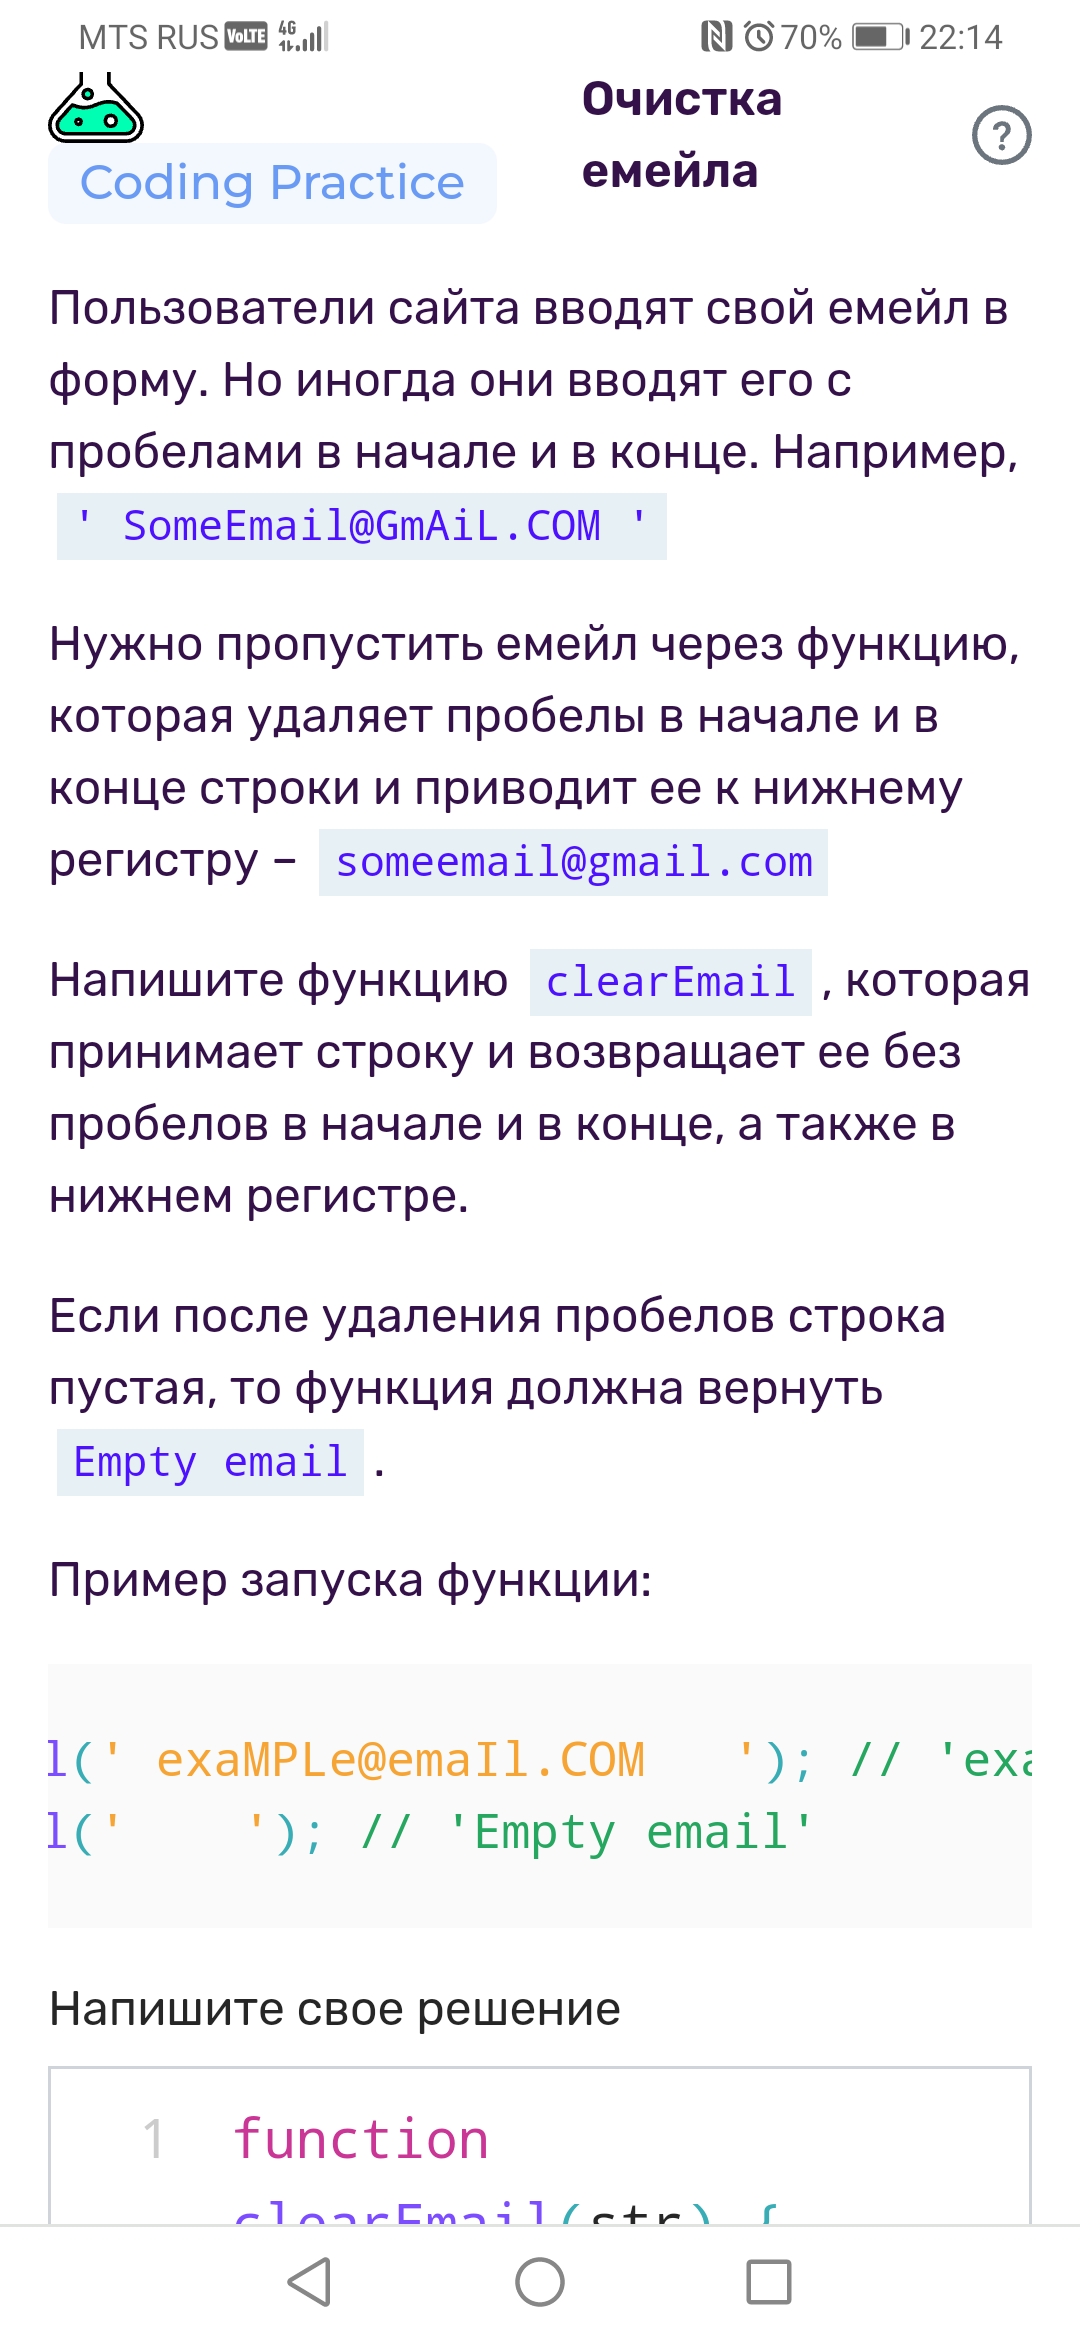 MTS RUS VoLTE 4G 70% 22:14
Очистка
емейла
?
Coding Practice
Пользователи сайта вводят свой емейл в
форму. Но иногда они вводят его с
пробелами в начале и в конце. Например,
' SomeEmail@GmAiL.COM '
Нужно пропустить емейл через функцию,
которая удаляет пробелы в начале и в
конце строки и приводит ее к нижнему
регистру – someemail@gmail.com
Напишите функцию clearEmail, которая
принимает строку и возвращает ее без
пробелов в начале и в конце, а также в
нижнем регистре.
Если после удаления пробелов строка
пустая, то функция должна вернуть
Empty email.
Пример запуска функции:
l(' exaMPLe@emaIl.COM   '); // 'exa
l('    '); // 'Empty email'
Напишите свое решение
1 function
clearEmail(str) {